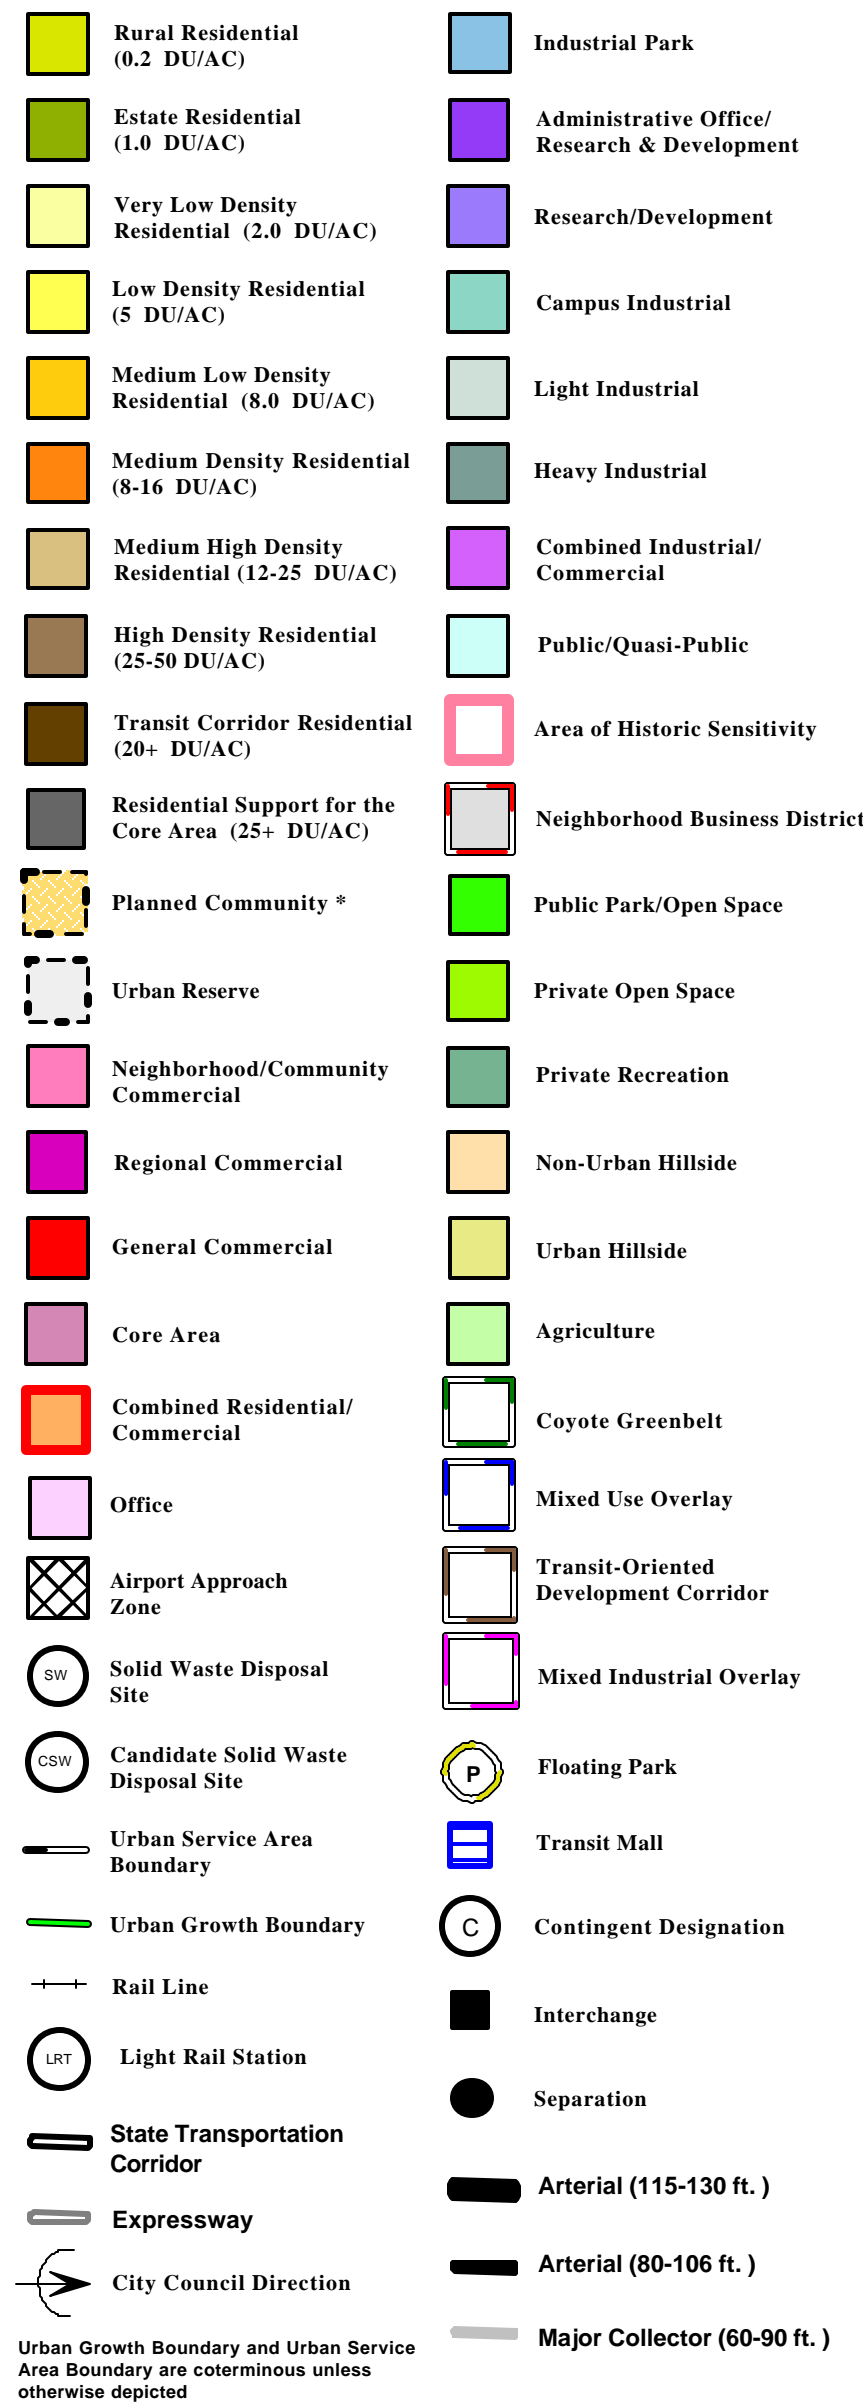 Rural Residential
(0.2 DU/AC)
Estate Residential
(1.0 DU/AC)
Very Low Density
Residential (2.0 DU/AC)
Low Density Residential
(5 DU/AC)
Medium Low Density
Residential (8.0 DU/AC)
Medium Density Residential
(8-16 DU/AC)
Medium High Density
Residential (12-25 DU/AC)
High Density Residential
(25-50 DU/AC)
Transit Corridor Residential
(20+ DU/AC)
Residential Support for the
Core Area (25+ DU/AC)
Planned Community *
Urban Reserve
Neighborhood/Community
Commercial
Regional Commercial
General Commercial
Core Area
Combined Residential/
Commercial
Office
Airport Approach
Zone
SW
Solid Waste Disposal
Site
CSW
Candidate Solid Waste
Disposal Site
Urban Service Area
Boundary
Urban Growth Boundary
Rail Line
LRT
Light Rail Station
State Transportation
Corridor
Expressway
City Council Direction
Urban Growth Boundary and Urban Service
Area Boundary are coterminous unless
otherwise depicted
Industrial Park
Administrative Office/
Research & Development
Research/Development
Campus Industrial
Light Industrial
Heavy Industrial
Combined Industrial/
Commercial
Public/Quasi-Public
Area of Historic Sensitivity
Neighborhood Business District
Public Park/Open Space
Private Open Space
Private Recreation
Non-Urban Hillside
Urban Hillside
Agriculture
Coyote Greenbelt
Mixed Use Overlay
Transit-Oriented
Development Corridor
Mixed Industrial Overlay
P
Floating Park
Transit Mall
C
Contingent Designation
Interchange
Separation
Arterial (115-130 ft. )
Arterial (80-106 ft. )
Major Collector (60-90 ft. )